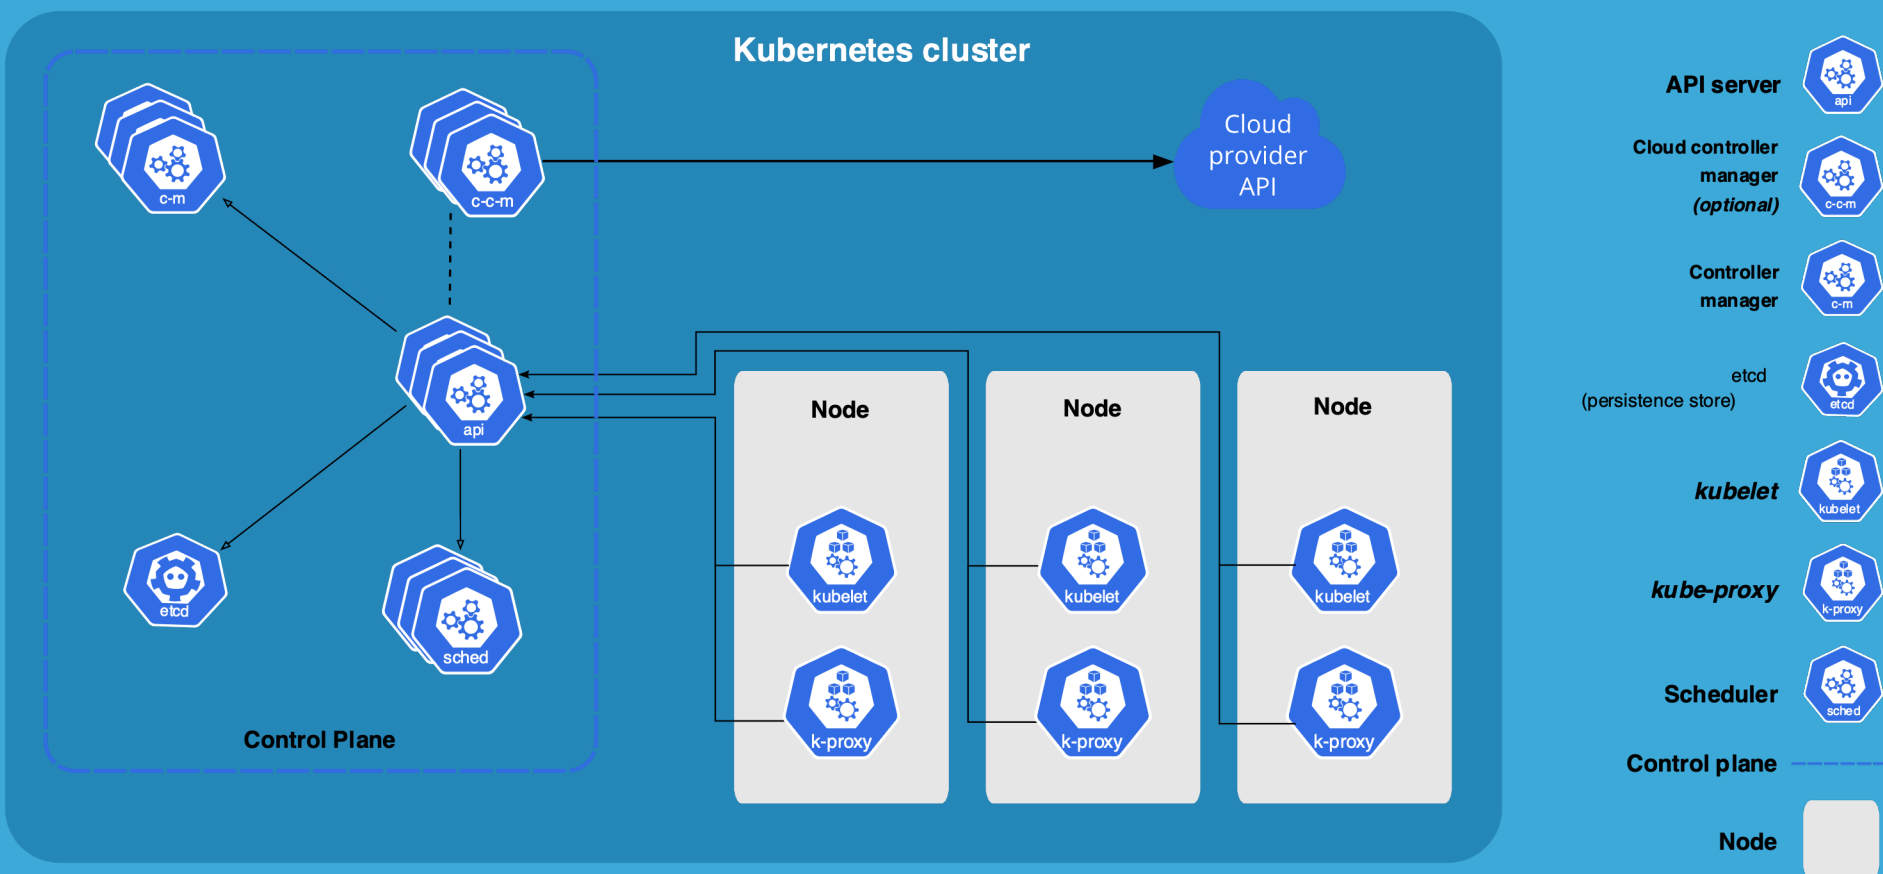 Kubernetes cluster
c-m
c-c-m
Cloud
provider
API
api
etcd
sched
Control Plane
Node
kubelet
k-proxy
Node
kubelet
k-proxy
Node
kubelet
k-proxy
API server
api
Cloud controller
manager
(optional)
c-c-m
Controller
manager
c-m
etcd
(persistence store)
etcd
kubelet
kubelet
kube-proxy
k-proxy
Scheduler
sched
Control plane
Node